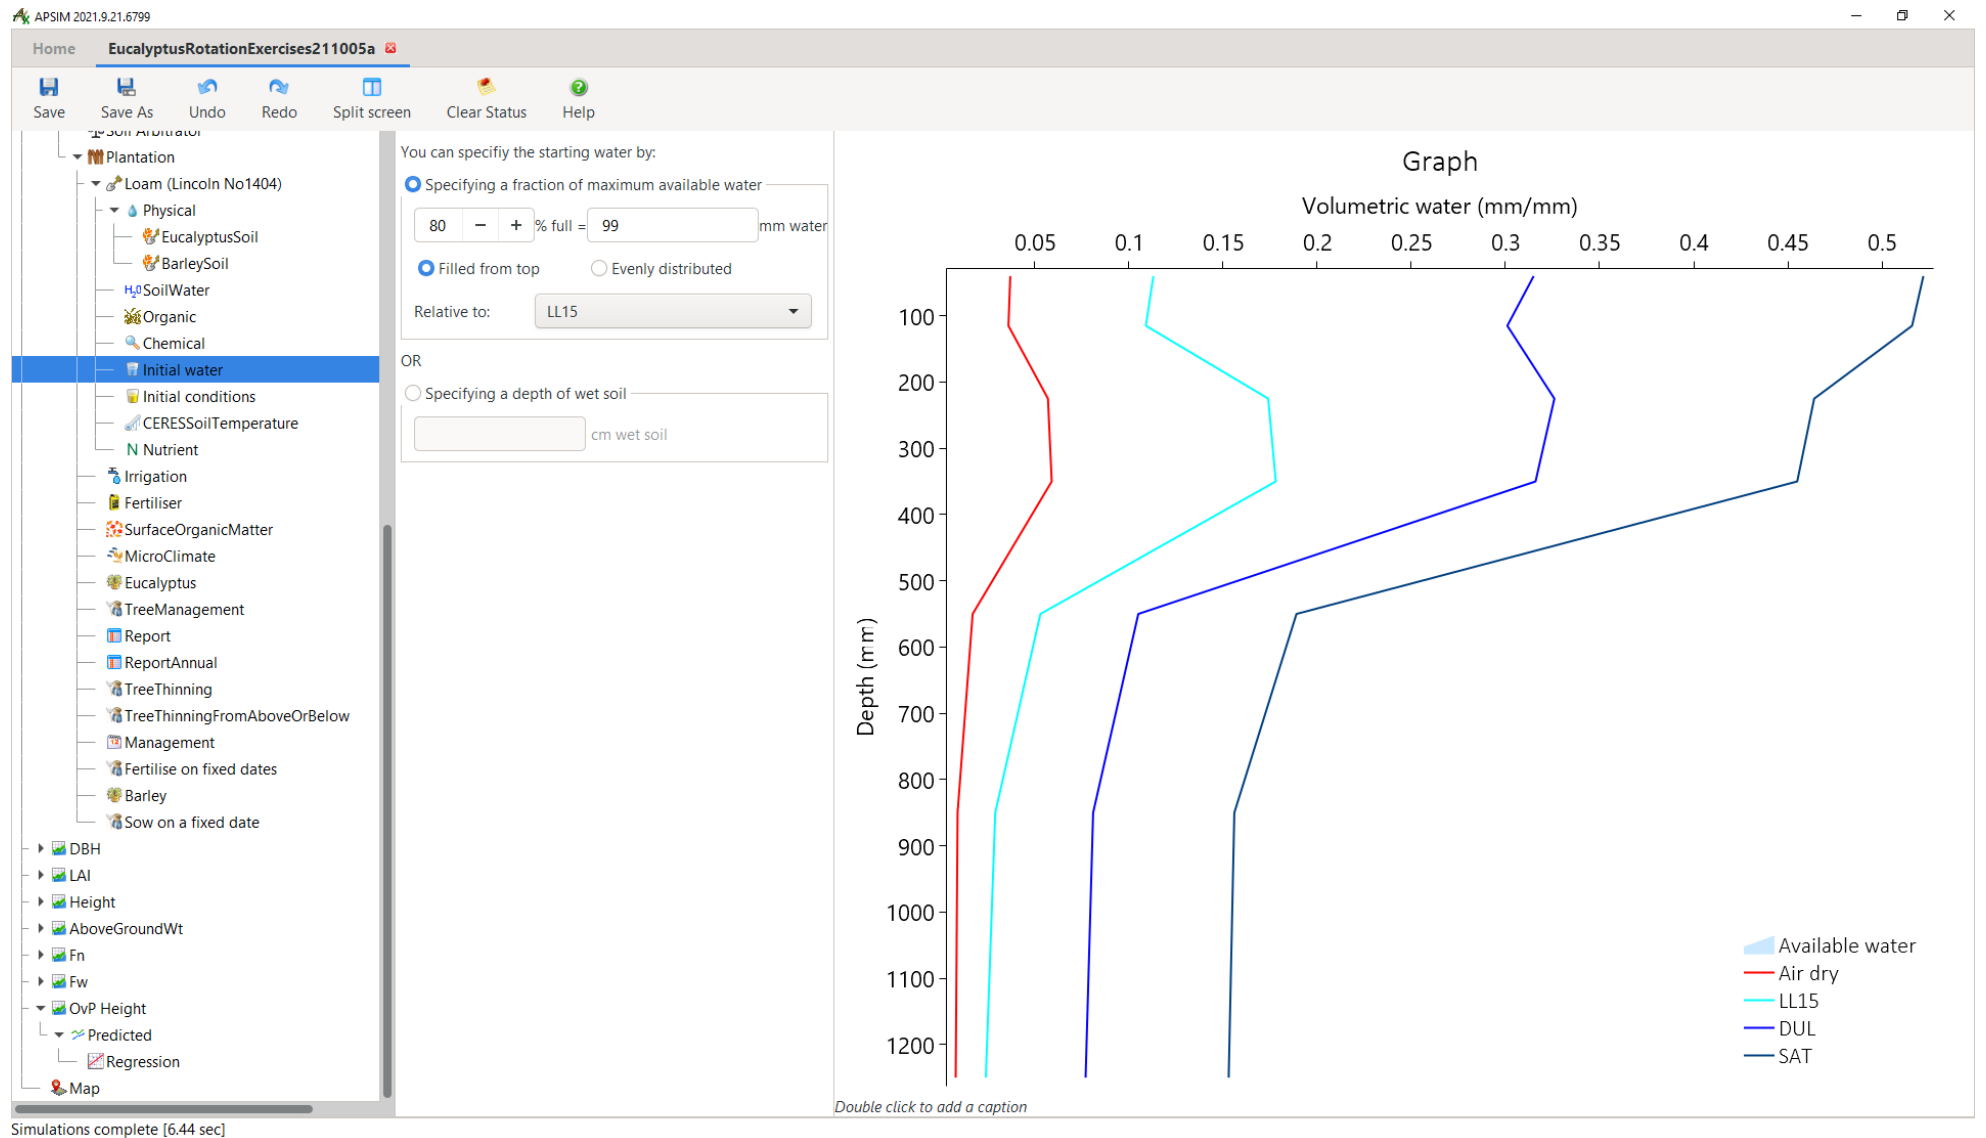 APSIM 2021.9.21.6799
Home
EucalyptusRotationExercises211005a
Save
Save As
Undo
Redo
Split screen
Clear Status
Help
Soil Arbitrator
Plantation
Loam (Lincoln No1404)
Physical
EucalyptusSoil
BarleySoil
H₂O SoilWater
Organic
Chemical
Initial water
Initial conditions
CERESSoilTemperature
N Nutrient
Irrigation
Fertiliser
SurfaceOrganicMatter
MicroClimate
Eucalyptus
TreeManagement
Report
ReportAnnual
TreeThinning
TreeThinningFromAboveOrBelow
Management
Fertilise on fixed dates
Barley
Sow on a fixed date
DBH
LAI
Height
AboveGroundWt
Fn
Fw
OvP Height
Predicted
Regression
Map
You can specifiy the starting water by:
Specifying a fraction of maximum available water
80 − + % full = 99 mm water
Filled from top Evenly distributed
Relative to: LL15
OR
Specifying a depth of wet soil
cm wet soil
Graph
Volumetric water (mm/mm)
0.05 0.1 0.15 0.2 0.25 0.3 0.35 0.4 0.45 0.5
Depth (mm)
100
200
300
400
500
600
700
800
900
1000
1100
1200
Available water
Air dry
LL15
DUL
SAT
Double click to add a caption
Simulations complete [6.44 sec]